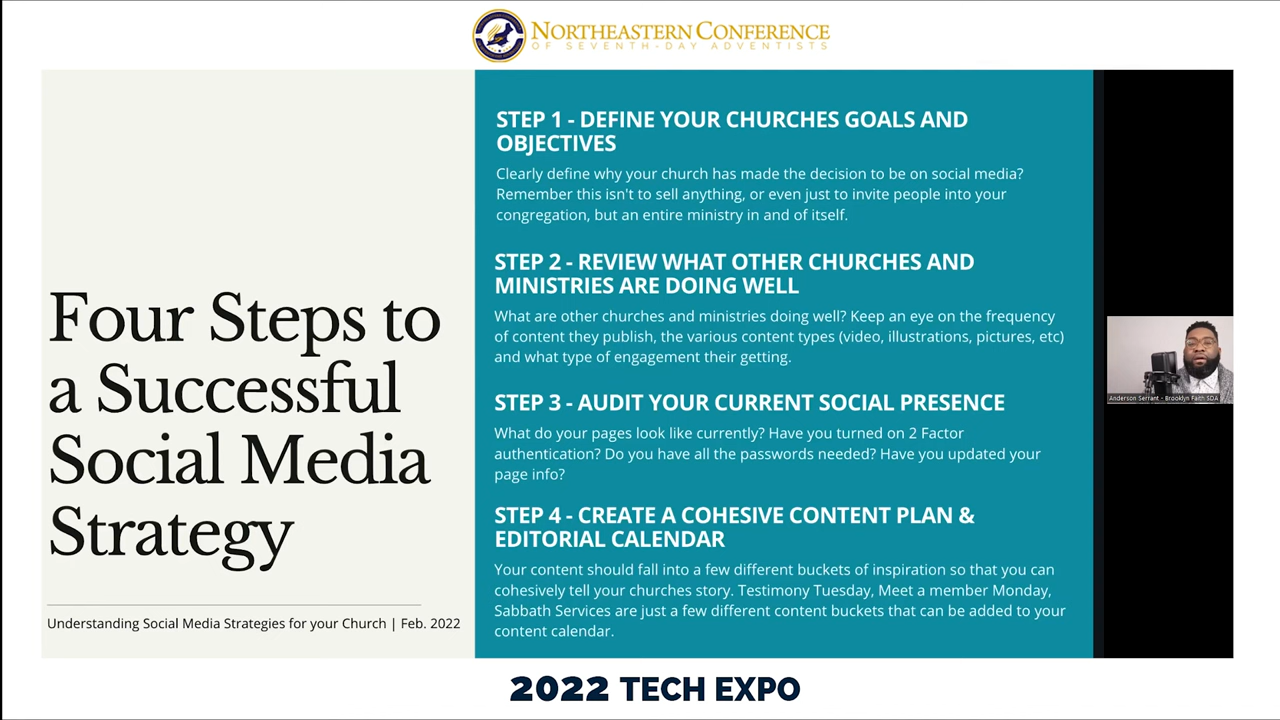 NORTHEASTERN CONFERENCE
OF SEVENTH-DAY ADVENTISTS
Four Steps to
a Successful
Social Media
Strategy
Understanding Social Media Strategies for your Church | Feb. 2022
STEP 1 - DEFINE YOUR CHURCHES GOALS AND
OBJECTIVES
Clearly define why your church has made the decision to be on social media?
Remember this isn't to sell anything, or even just to invite people into your
congregation, but an entire ministry in and of itself.
STEP 2 - REVIEW WHAT OTHER CHURCHES AND
MINISTRIES ARE DOING WELL
What are other churches and ministries doing well? Keep an eye on the frequency
of content they publish, the various content types (video, illustrations, pictures, etc)
and what type of engagement their getting.
STEP 3 - AUDIT YOUR CURRENT SOCIAL PRESENCE
What do your pages look like currently? Have you turned on 2 Factor
authentication? Do you have all the passwords needed? Have you updated your
page info?
STEP 4 - CREATE A COHESIVE CONTENT PLAN &
EDITORIAL CALENDAR
Your content should fall into a few different buckets of inspiration so that you can
cohesively tell your churches story. Testimony Tuesday, Meet a member Monday,
Sabbath Services are just a few different content buckets that can be added to your
content calendar.
Anderson Serrant - Brooklyn Faith SDA
2022 TECH EXPO